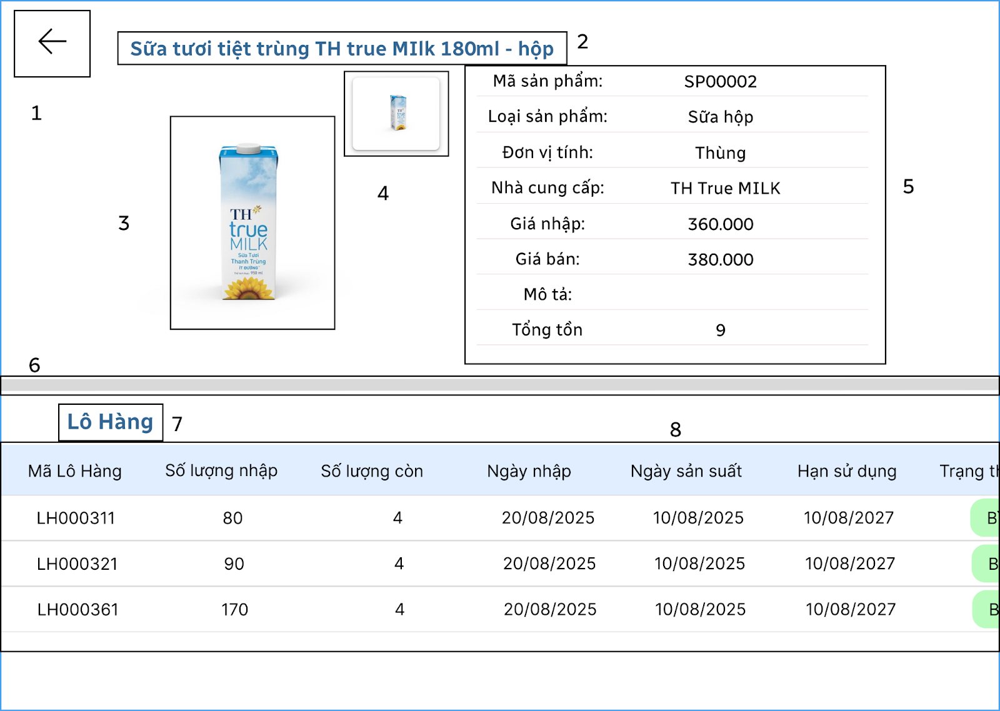 Sữa tươi tiệt trùng TH true MIlk 180ml - hộp
2
1
3
TH
true
MILK
Sữa Tươi
Thanh Trùng
ÍT ĐƯỜNG
950 ml
TH
true
MILK
4
Mã sản phẩm: SP00002
Loại sản phẩm: Sữa hộp
Đơn vị tính: Thùng
Nhà cung cấp: TH True MILK
Giá nhập: 360.000
Giá bán: 380.000
Mô tả:
Tổng tồn 9
5
6
Lô Hàng
7
8
Mã Lô Hàng Số lượng nhập Số lượng còn Ngày nhập Ngày sản suất Hạn sử dụng Trạng
LH000311 80 4 20/08/2025 10/08/2025 10/08/2027
LH000321 90 4 20/08/2025 10/08/2025 10/08/2027 B
LH000361 170 4 20/08/2025 10/08/2025 10/08/2027 B